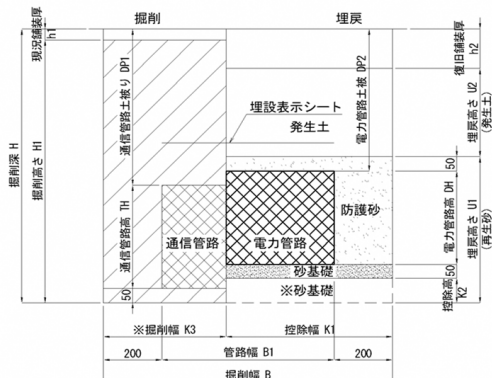 掘削
埋戻
現況舗装厚
h1
掘削深 H
掘削高さ H1
通信管路土被り DP1
通信管路高 TH
50
電力管路土被 DP2
復旧舗装厚
h2
埋戻高さ U2
(発生土)
埋設表示シート
発生土
50
電力管路高 DH
埋戻高さ U1
(再生砂)
防護砂
通信管路
電力管路
砂基礎
50
※砂基礎
控除高
K2
※掘削幅 K3
控除幅 K1
200
管路幅 B1
200
掘削幅 B